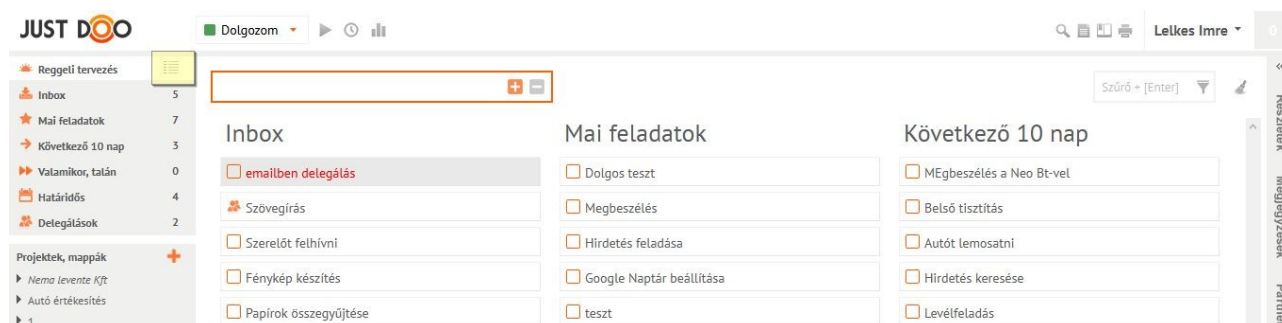 JUST DOO
Dolgozom
Lelkes Imre
0
Reggeli tervezés
Inbox 5
Mai feladatok 7
Következő 10 nap 3
Valamikor, talán 0
Határidős 4
Delegálások 2
Projektek, mappák
Nema levente Kft
Autó értékesítés
1
Szűrő + [Enter]
Inbox
emailben delegálás
Szövegírás
Szerelőt felhívni
Fénykép készítés
Papírok összegyűjtése
Mai feladatok
Dolgos teszt
Megbeszélés
Hirdetés feladása
Google Naptár beállítása
teszt
Következő 10 nap
MEgbeszélés a Neo Bt-vel
Belső tisztítás
Autót lemosatni
Hirdetés keresése
Levélfeladás
Részletek
Megjegyzések